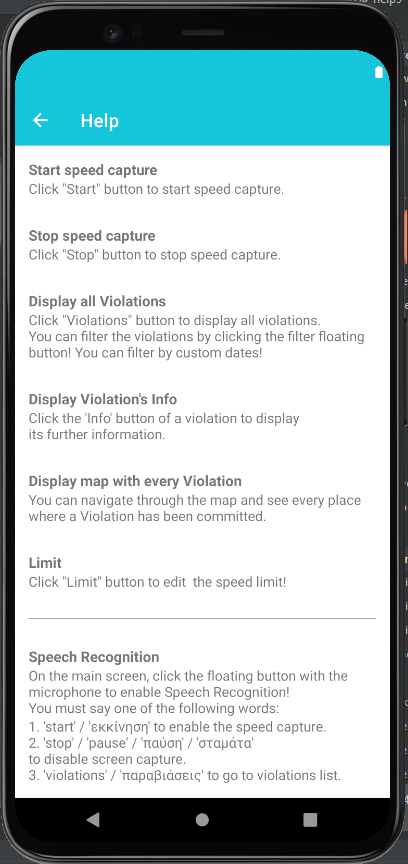 Help
Start speed capture
Click "Start" button to start speed capture.
Stop speed capture
Click "Stop" button to stop speed capture.
Display all Violations
Click "Violations" button to display all violations.
You can filter the violations by clicking the filter floating
button! You can filter by custom dates!
Display Violation's Info
Click the 'Info' button of a violation to display
its further information.
Display map with every Violation
You can navigate through the map and see every place
where a Violation has been committed.
Limit
Click "Limit" button to edit  the speed limit!
Speech Recognition
On the main screen, click the floating button with the
microphone to enable Speech Recognition!
You must say one of the following words:
1. 'start' / 'εκκίνηση' to enable the speed capture.
2. 'stop' / 'pause' / 'παύση' / 'σταμάτα'
to disable screen capture.
3. 'violations' / 'παραβιάσεις' to go to violations list.